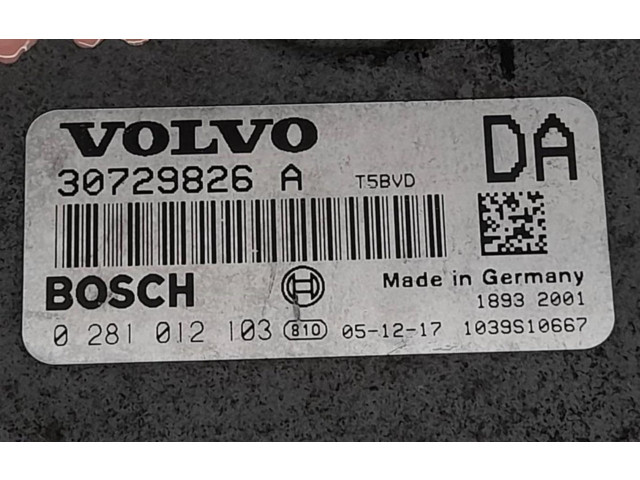 VOLVO DA
30729826 A T5BVD
BOSCH Made in Germany
1893 2001
0 281 012 103 810 05-12-17 1039S10667